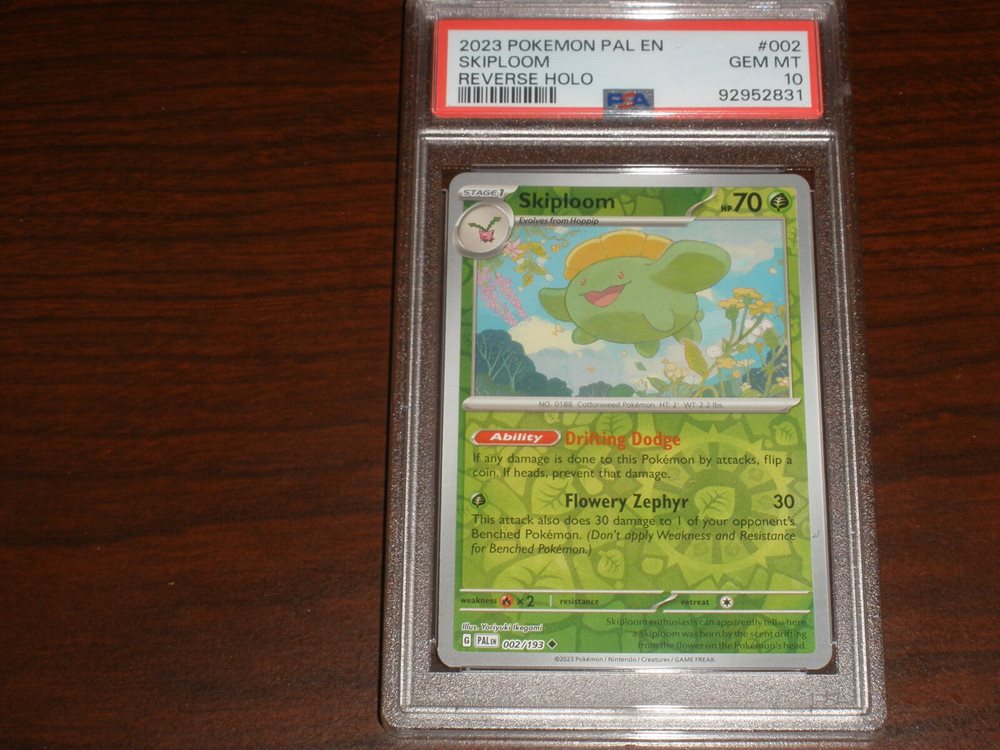 2023 POKEMON PAL EN #002
SKIPLOOM GEM MT
REVERSE HOLO 10
PSA 92952831
STAGE 1 Skiploom HP 70
Evolves from Hoppip
NO. 0188 Cottonweed Pokémon HT: 2' WT: 2.2 lbs.
Ability Drifting Dodge
If any damage is done to this Pokémon by attacks, flip a
coin. If heads, prevent that damage.
Flowery Zephyr 30
This attack also does 30 damage to 1 of your opponent's
Benched Pokémon. (Don't apply Weakness and Resistance
for Benched Pokémon.)
weakness ×2 resistance retreat
Illus. Yoriyuki Ikegami
G PAL EN 002/193
Skiploom enthusiasts can apparently tell where
a Skiploom was born by the scent drifting
from the flower on the Pokémon's head.
©2023 Pokémon / Nintendo / Creatures / GAME FREAK